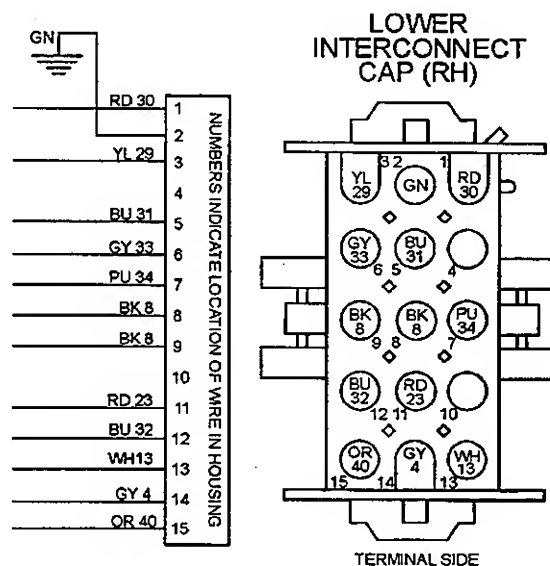 GN
RD 30 1
2
YL 29 3
4
BU 31 5
GY 33 6
PU 34 7
BK 8 8
BK 8 9
10
RD 23 11
BU 32 12
WH13 13
GY 4 14
OR 40 15
NUMBERS INDICATE LOCATION OF WIRE IN HOUSING
LOWER
INTERCONNECT
CAP (RH)
3 2 1
YL GN RD
29 30
GY BU
33 31
6 5 4
BK BK PU
8 8 34
9 8 7
BU RD
32 23
12 11 10
OR GY WH
40 4 13
15 14 13
TERMINAL SIDE